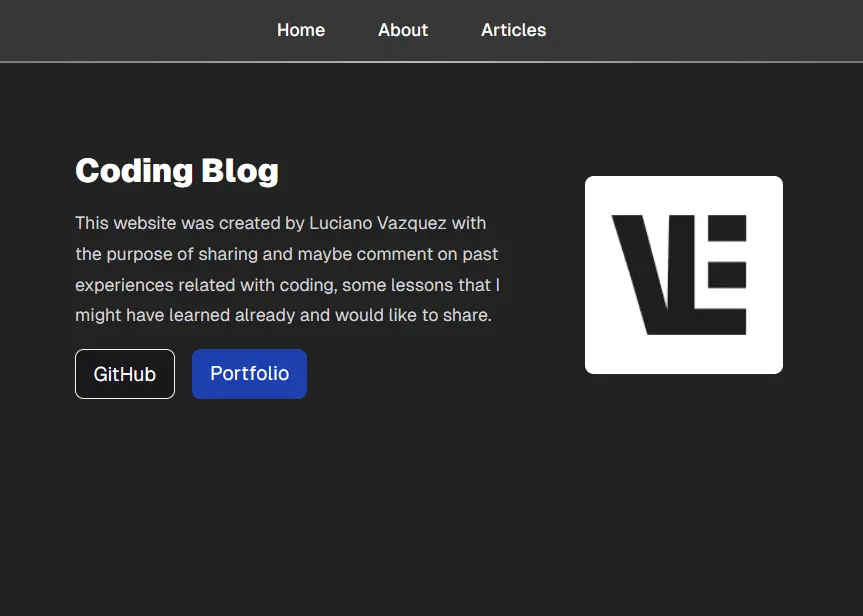 Home About Articles
Coding Blog
This website was created by Luciano Vazquez with
the purpose of sharing and maybe comment on past
experiences related with coding, some lessons that I
might have learned already and would like to share.
GitHub Portfolio